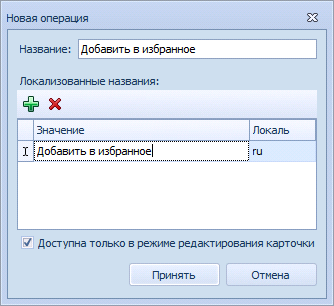 Новая операция
Название: Добавить в избранное
Локализованные названия:
Значение Локаль
Добавить в избранное ru
Доступна только в режиме редактирования карточки
Принять Отмена